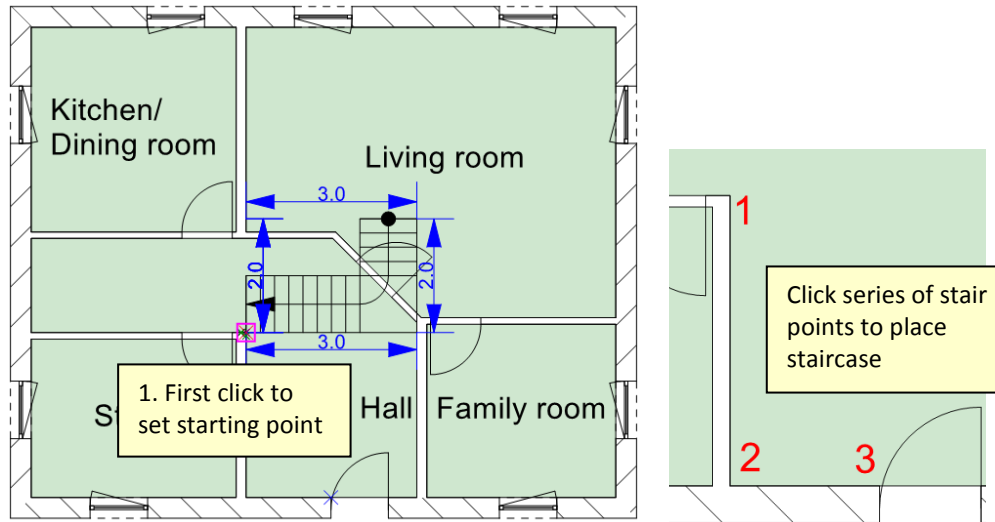 Kitchen/
Dining room
Living room
3.0
2.0
2.0
3.0
1. First click to
set starting point
Hall
Family room
1
Click series of stair
points to place
staircase
2
3